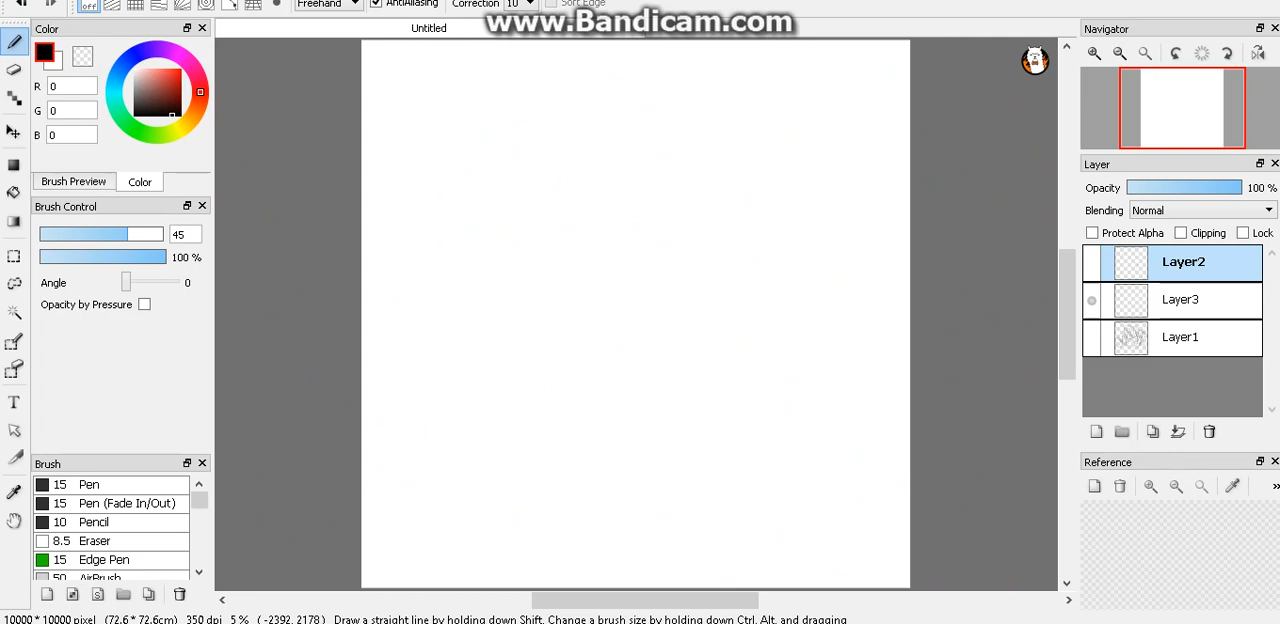 Freehand AntiAliasing Correction 10 Soft Edge
www.Bandicam.com
Color
Untitled
Navigator
R 0
G 0
B 0
Brush Preview Color
Brush Control
45
100 %
Angle 0
Opacity by Pressure
Layer
Opacity 100 %
Blending Normal
Protect Alpha Clipping Lock
Layer2
Layer3
Layer1
Brush
15 Pen
15 Pen (Fade In/Out)
10 Pencil
8.5 Eraser
15 Edge Pen
50 AirBrush
Reference
10000 * 10000 pixel (72.6 * 72.6cm) 350 dpi 5 % ( -2392, 2178 ) Draw a straight line by holding down Shift, Change a brush size by holding down Ctrl, Alt, and dragging